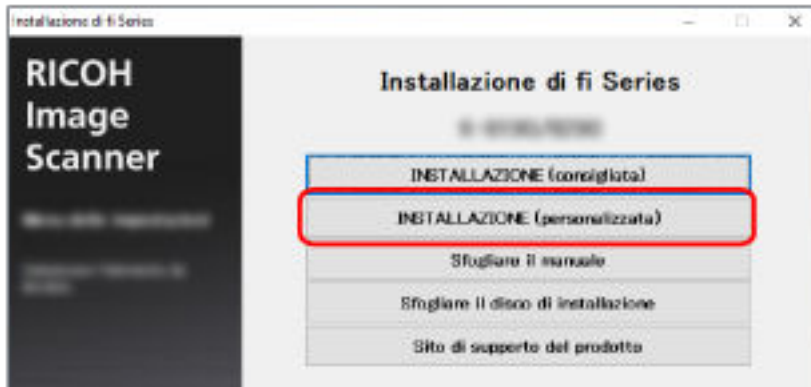 Installazione di fi Series
RICOH
Image
Scanner
Installazione di fi Series
INSTALLAZIONE (consigliata)
INSTALLAZIONE (personalizzata)
Sfogliare il manuale
Sfogliare il disco di installazione
Sito di supporto del prodotto